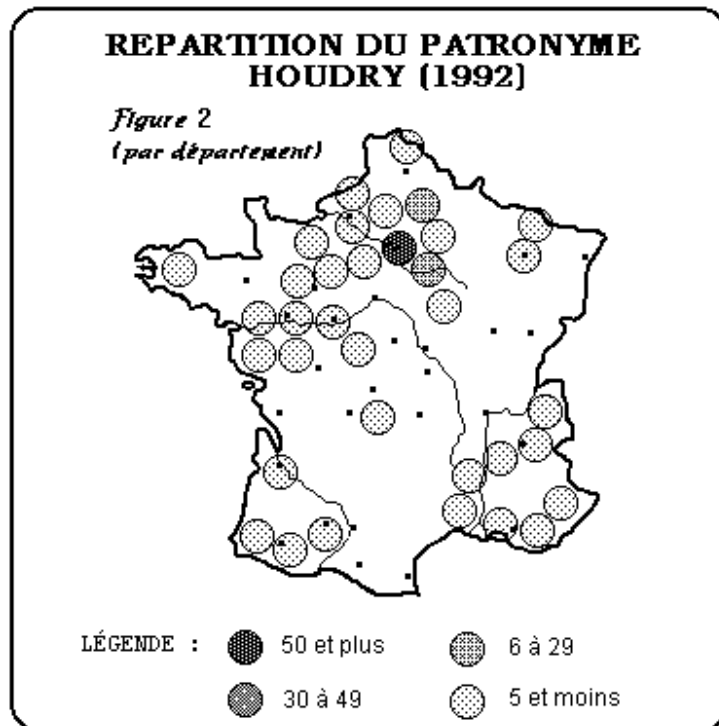 REPARTITION DU PATRONYME
HOUDRY (1992)
Figure 2
(par département)
LÉGENDE :
50 et plus
6 à 29
30 à 49
5 et moins